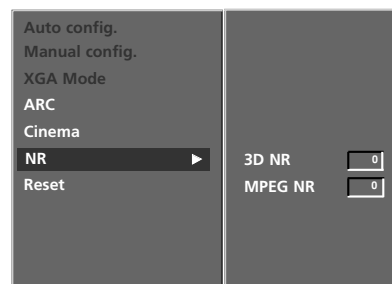 Auto config.
Manual config.
XGA Mode
ARC
Cinema
NR ▶
Reset
3D NR 0
MPEG NR 0